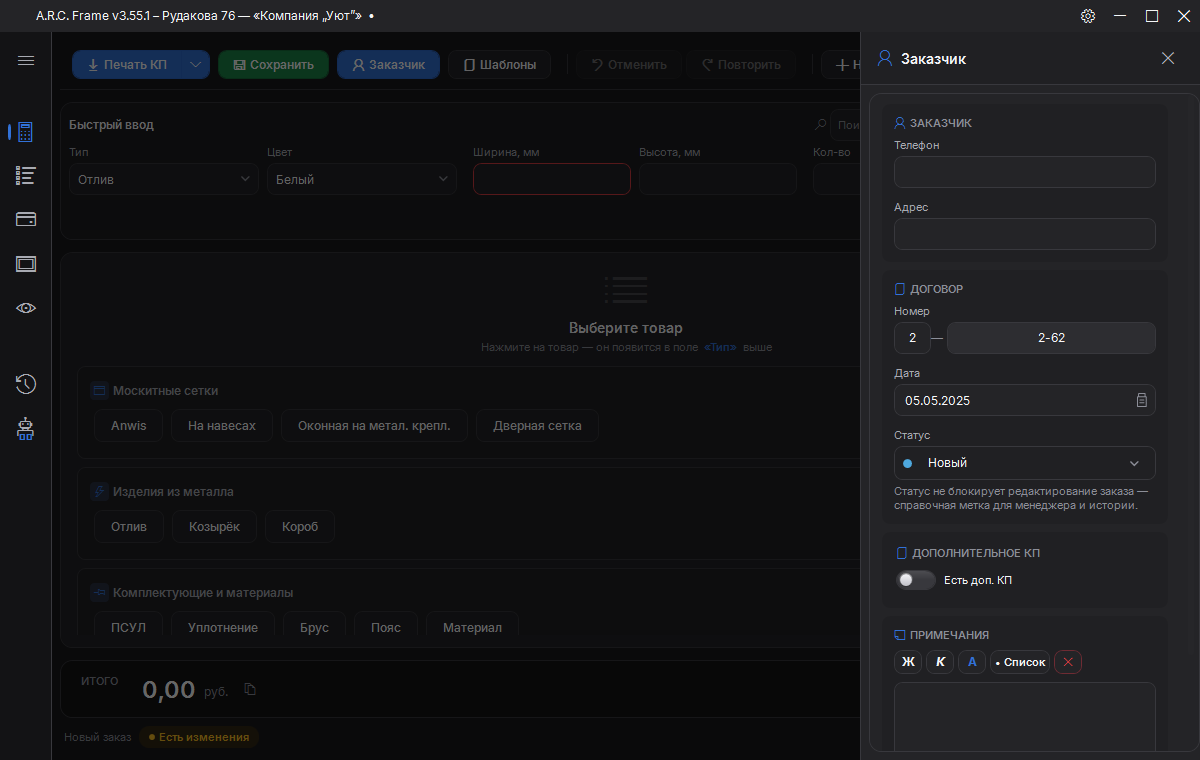 A.R.C. Frame v3.55.1 – Рудакова 76 — «Компания „Уют"» •
Печать КП
Сохранить
Заказчик
Шаблоны
Отменить
Повторить
Быстрый ввод
Тип
Цвет
Ширина, мм
Высота, мм
Кол-во
Отлив
Белый
Выберите товар
Нажмите на товар — он появится в поле «Тип» выше
Москитные сетки
Anwis
На навесах
Оконная на метал. крепл.
Дверная сетка
Изделия из металла
Отлив
Козырёк
Короб
Комплектующие и материалы
ПСУЛ
Уплотнение
Брус
Пояс
Материал
ИТОГО
0,00 руб.
Новый заказ
• Есть изменения
Заказчик
ЗАКАЗЧИК
Телефон
Адрес
ДОГОВОР
Номер
2 — 2-62
Дата
05.05.2025
Статус
Новый
Статус не блокирует редактирование заказа —
справочная метка для менеджера и истории.
ДОПОЛНИТЕЛЬНОЕ КП
Есть доп. КП
ПРИМЕЧАНИЯ
Ж К А • Список